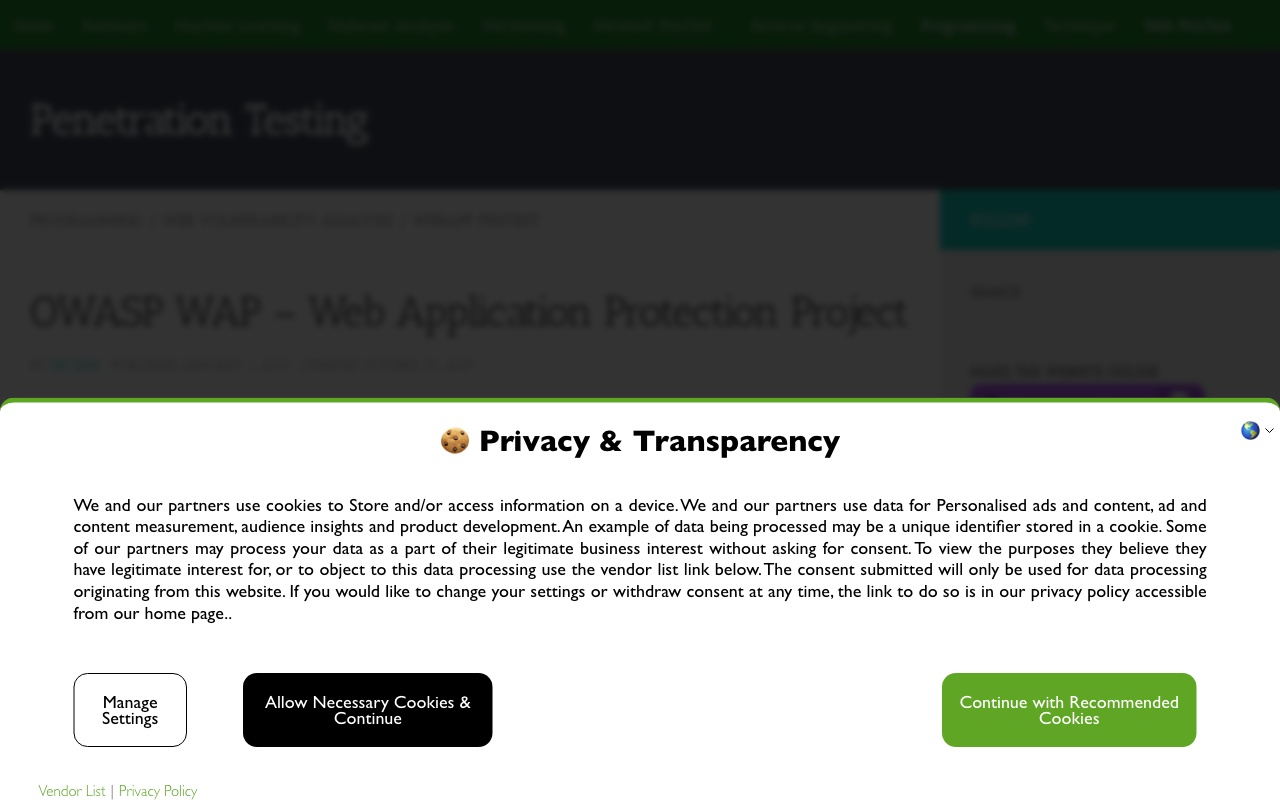 Penetration Testing
OWASP WAP – Web Application Protection Project
🍪 Privacy & Transparency
We and our partners use cookies to Store and/or access information on a device. We and our partners use data for Personalised ads and content, ad and
content measurement, audience insights and product development. An example of data being processed may be a unique identifier stored in a cookie. Some
of our partners may process your data as a part of their legitimate business interest without asking for consent. To view the purposes they believe they
have legitimate interest for, or to object to this data processing use the vendor list link below. The consent submitted will only be used for data processing
originating from this website. If you would like to change your settings or withdraw consent at any time, the link to do so is in our privacy policy accessible
from our home page..
Manage
Settings
Allow Necessary Cookies &
Continue
Continue with Recommended
Cookies
Vendor List | Privacy Policy